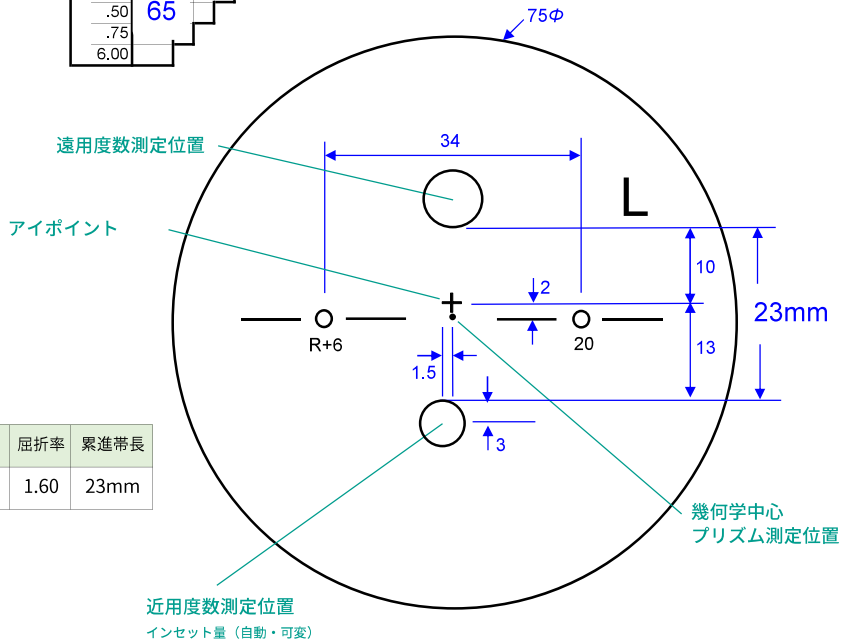 .50
65
.75
6.00
75Φ
34
遠用度数測定位置
L
アイポイント
10
2
23mm
R+6
20
13
1.5
3
屈折率 累進帯長
1.60 23mm
幾何学中心
プリズム測定位置
近用度数測定位置
インセット量（自動・可変）